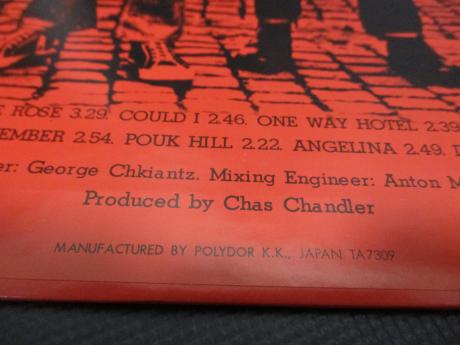 ROSE 3.29. COULD I 2.46. ONE WAY HOTEL 2.39
EMBER 2.54. POUK HILL 2.22. ANGELINA 2.49.
er: George Chkiantz. Mixing Engineer: Anton M
Produced by Chas Chandler
MANUFACTURED BY POLYDOR K.K., JAPAN TA7309